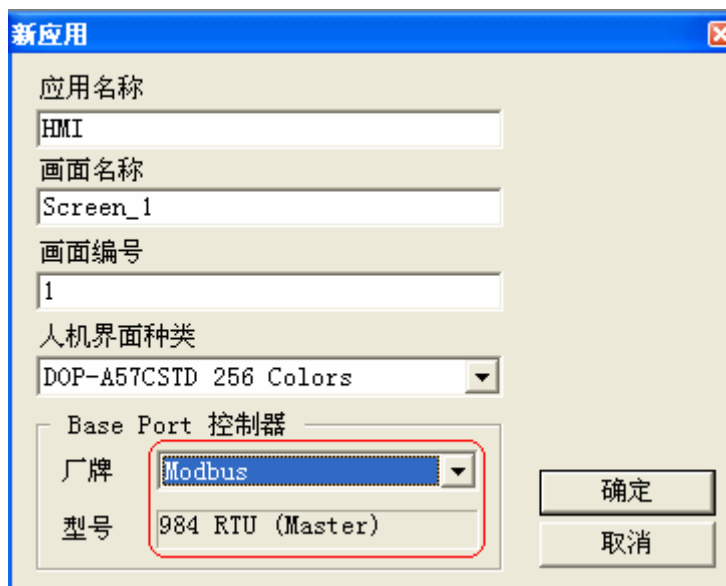 新应用
应用名称
HMI
画面名称
Screen_1
画面编号
1
人机界面种类
DOP-A57CSTD 256 Colors
Base Port 控制器
厂牌 Modbus
型号 984 RTU (Master)
确定
取消